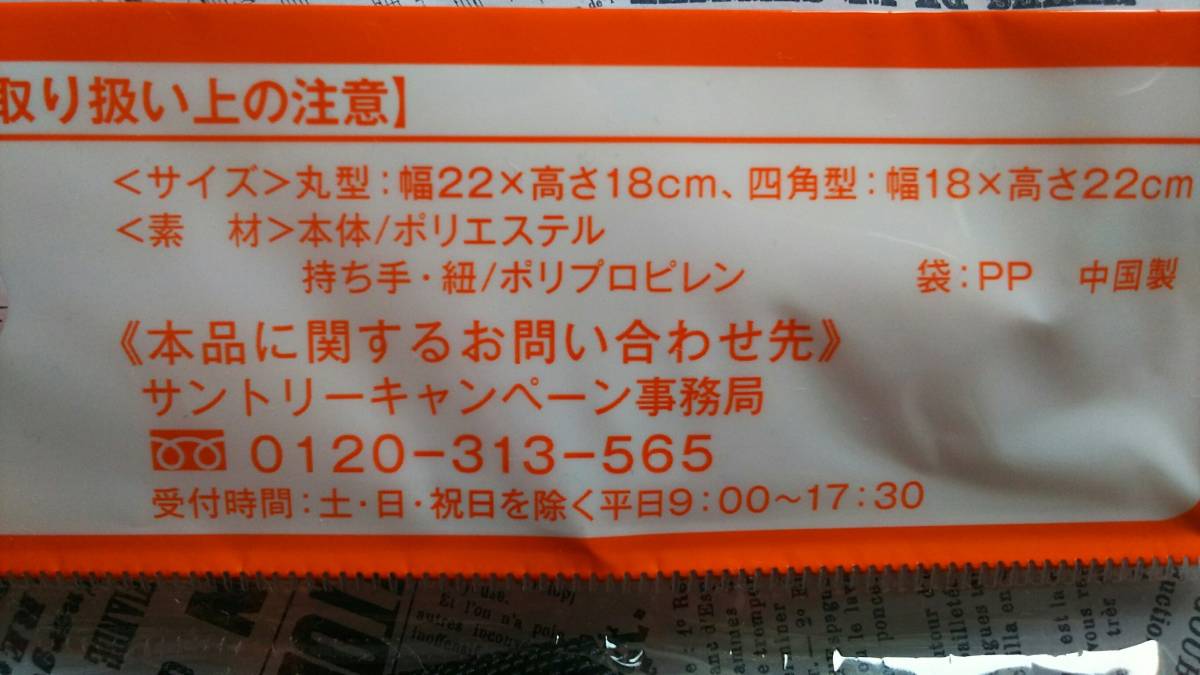 取り扱い上の注意】
<サイズ>丸型:幅22×高さ18cm、四角型:幅18×高さ22cm
<素 材>本体/ポリエステル
持ち手・紐/ポリプロピレン 袋:PP 中国製
《本品に関するお問い合わせ先》
サントリーキャンペーン事務局
0120-313-565
受付時間:土・日・祝日を除く平日9:00~17:30